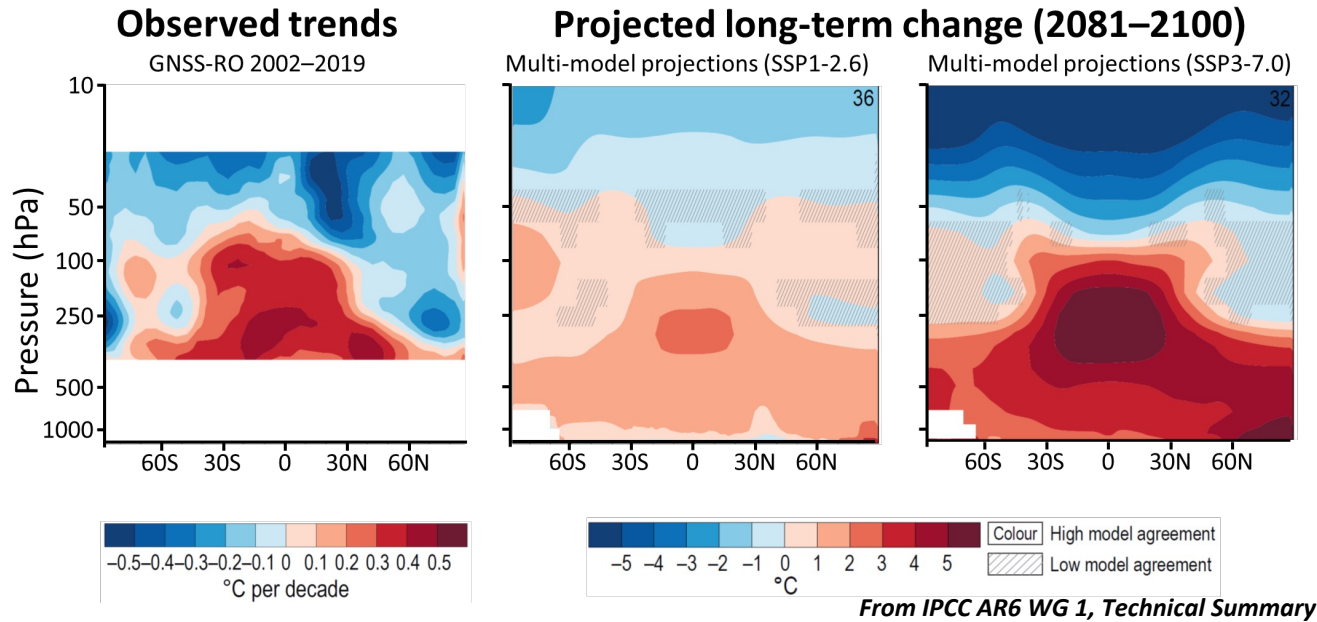 Observed trends
Projected long-term change (2081–2100)
GNSS-RO 2002–2019
Multi-model projections (SSP1-2.6)
Multi-model projections (SSP3-7.0)
Pressure (hPa)
10
50
100
250
500
1000
60S 30S 0 30N 60N
36
60S 30S 0 30N 60N
32
60S 30S 0 30N 60N
–0.5 –0.4 –0.3 –0.2 –0.1 0 0.1 0.2 0.3 0.4 0.5
°C per decade
–5 –4 –3 –2 –1 0 1 2 3 4 5
°C
Colour High model agreement
Low model agreement
From IPCC AR6 WG 1, Technical Summary